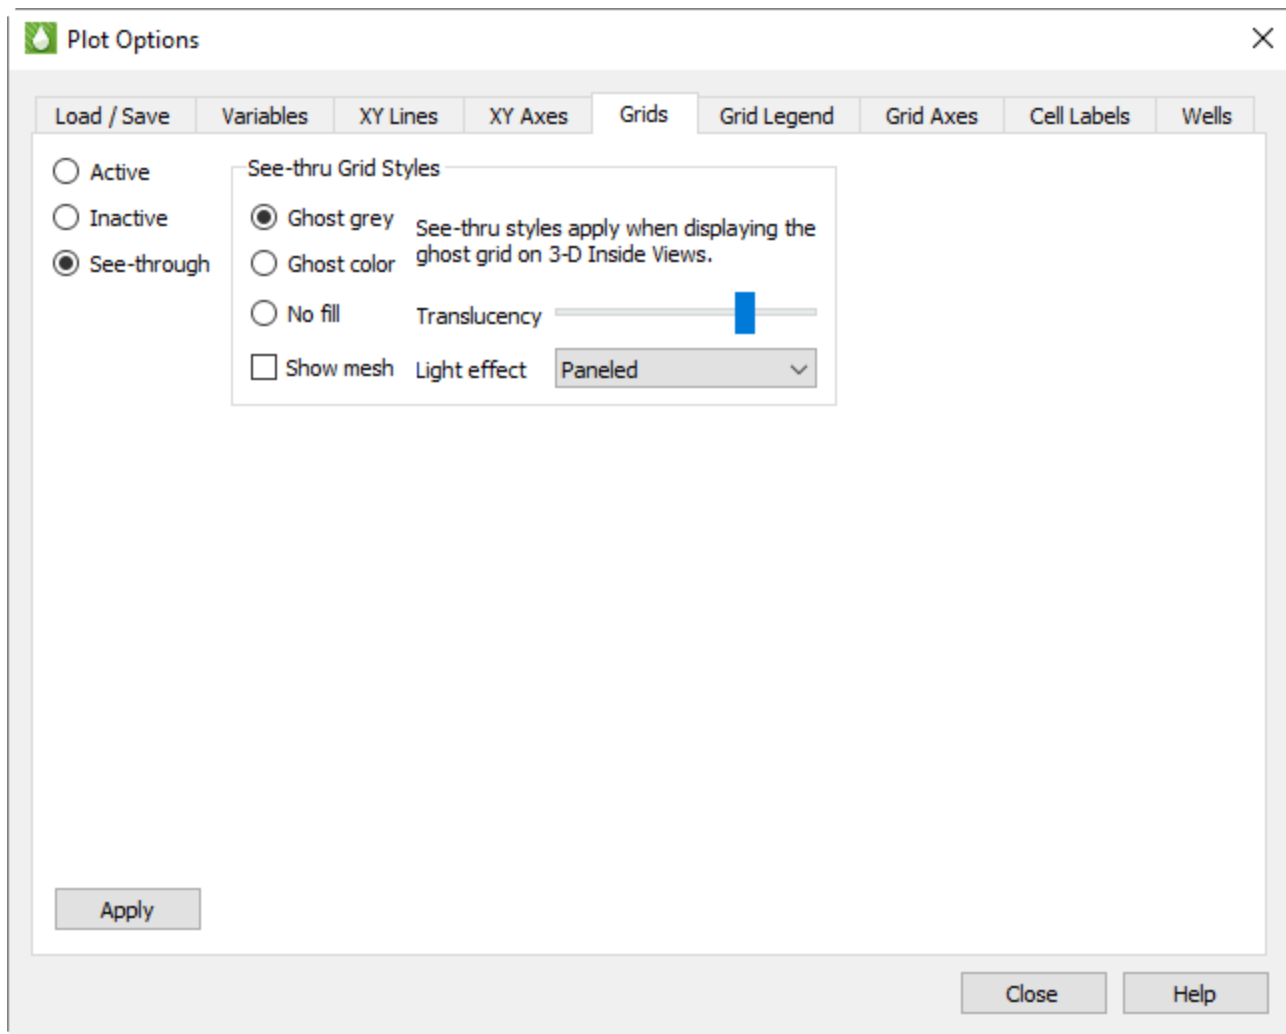 Plot Options
Load / Save
Variables
XY Lines
XY Axes
Grids
Grid Legend
Grid Axes
Cell Labels
Wells
Active
Inactive
See-through
See-thru Grid Styles
Ghost grey
Ghost color
No fill
Show mesh
See-thru styles apply when displaying the
ghost grid on 3-D Inside Views.
Translucency
Light effect
Paneled
Apply
Close
Help